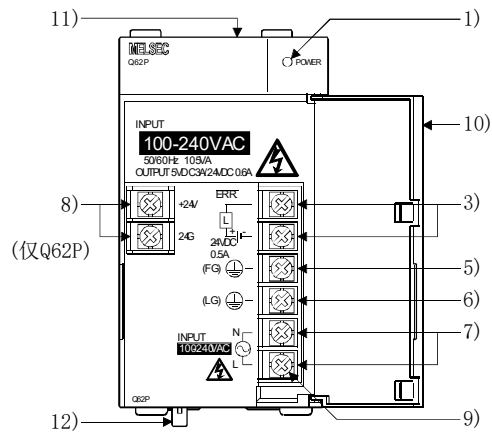 11)
1)
MELSEC
Q62P
POWER
10)
INPUT
100-240VAC
50/60Hz 105VA
OUTPUT 5VDC3A/24VDC 0.6A
8)
+24V
ERR.
3)
L
(仅Q62P)
24G
+ -
24VDC
0.5A
(FG)
5)
(LG)
6)
INPUT
100-240VAC
N
7)
L
Q62P
12)
9)